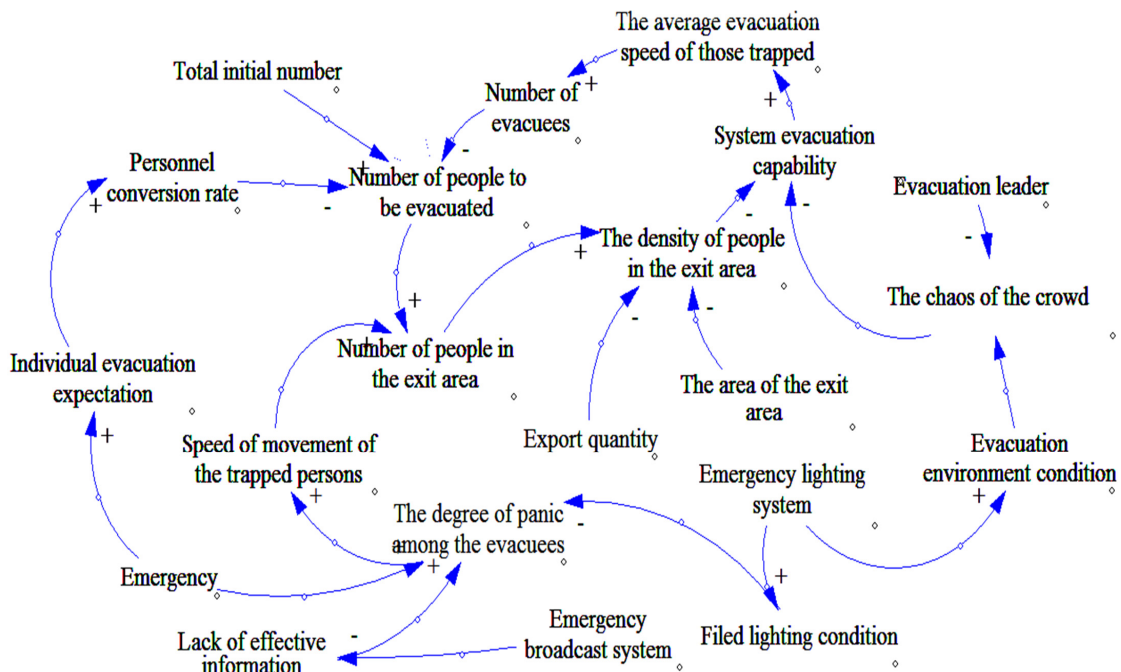 The average evacuation
speed of those trapped
Total initial number
+
Number of
evacuees
+
System evacuation
capability
-
Personnel
conversion rate
+
-
+
Number of people to
be evacuated
Evacuation leader
-
-
-
+
The density of people
in the exit area
+
The chaos of the crowd
-
-
+
Number of people in
the exit area
Individual evacuation
expectation
The area of the exit
area
+
Speed of movement of
the trapped persons
+
Export quantity
Emergency lighting
system
Evacuation
environment condition
+
The degree of panic
among the evacuees
-
+
+
Emergency
+
Lack of effective
information
-
Emergency
broadcast system
Filed lighting condition